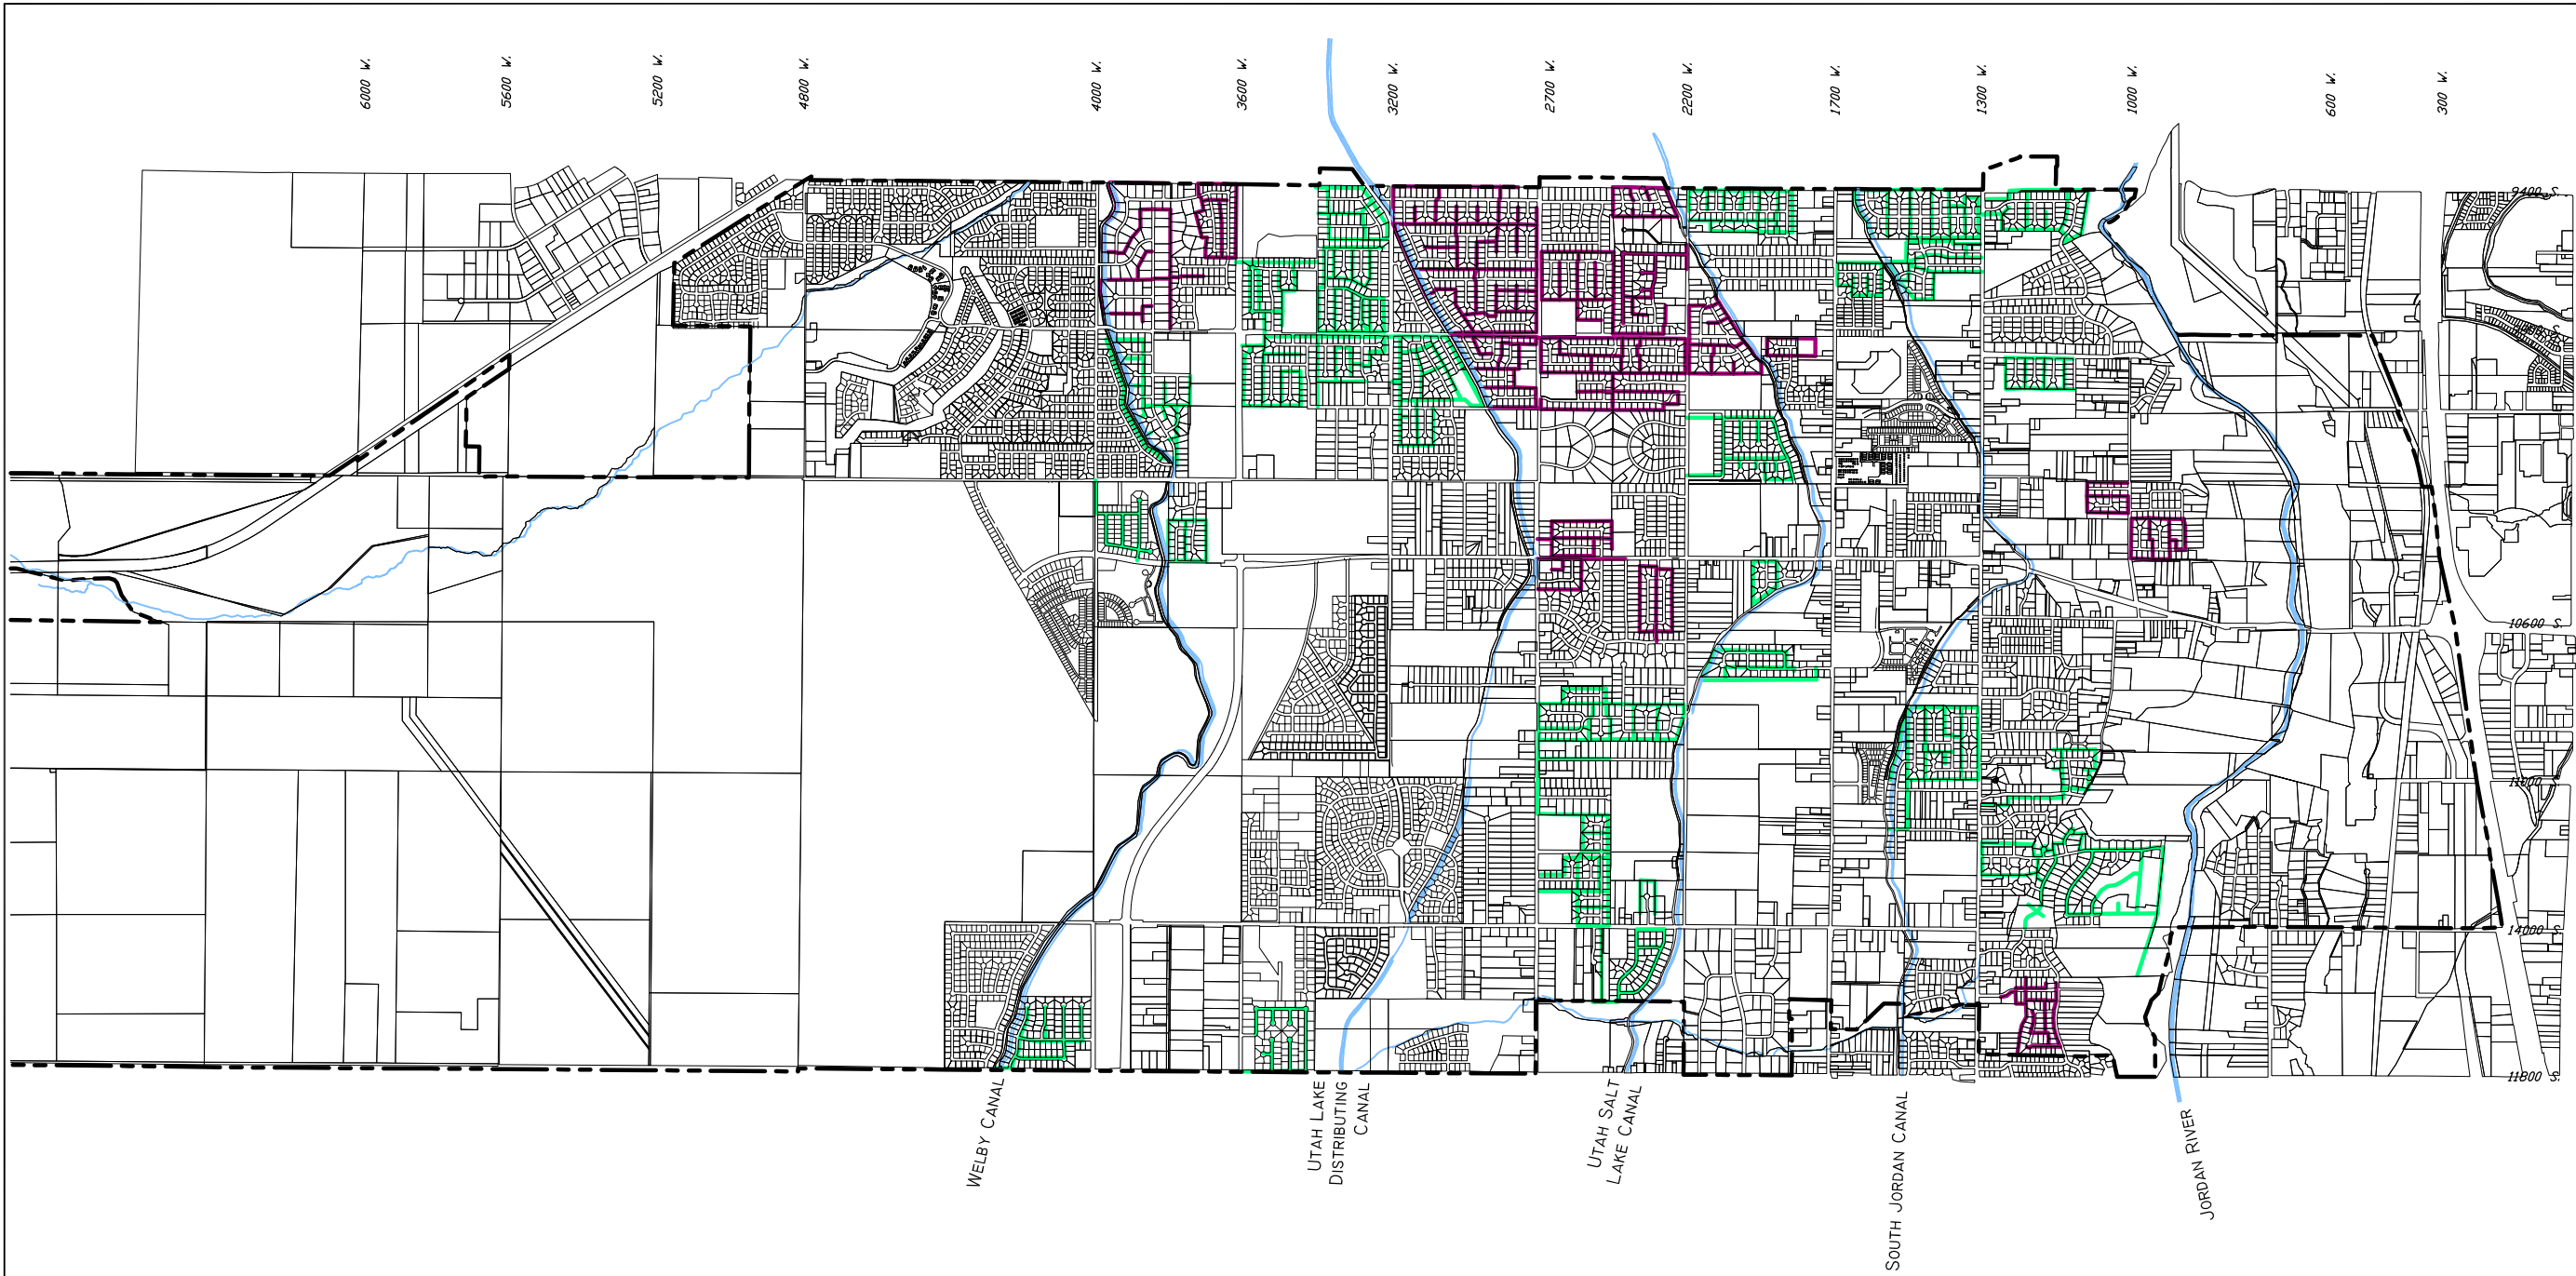 6000 W.
5600 W.
5200 W.
4800 W.
4000 W.
3600 W.
3200 W.
2700 W.
2200 W.
1700 W.
1300 W.
1000 W.
600 W.
300 W.
9400 S.
S.
10600 S.
11000 S.
14000 S.
11800 S.
WELBY CANAL
UTAH LAKE
DISTRIBUTING
CANAL
UTAH SALT
LAKE CANAL
SOUTH JORDAN CANAL
JORDAN RIVER